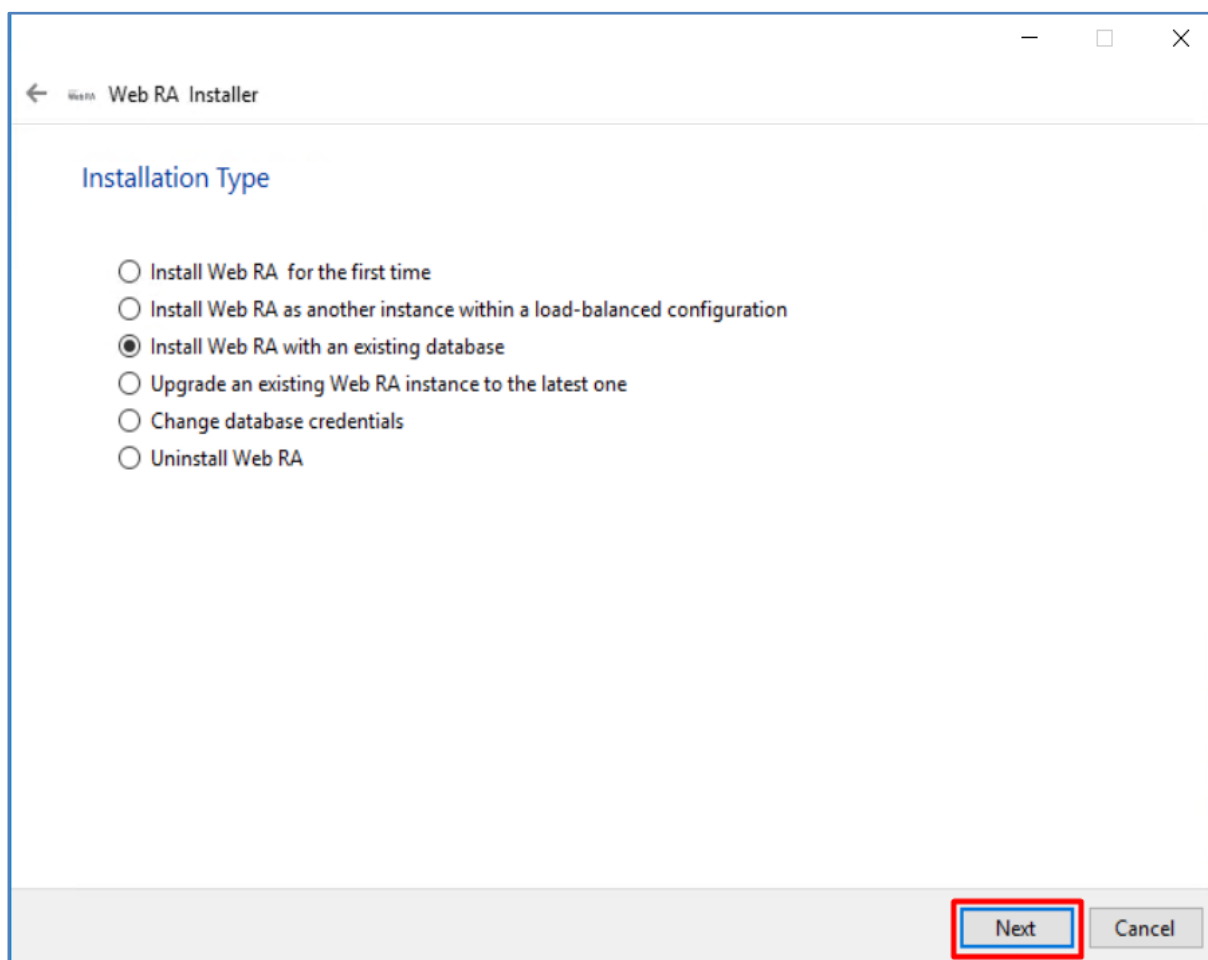 Web RA Installer
Installation Type
Install Web RA for the first time
Install Web RA as another instance within a load-balanced configuration
Install Web RA with an existing database
Upgrade an existing Web RA instance to the latest one
Change database credentials
Uninstall Web RA
Next
Cancel